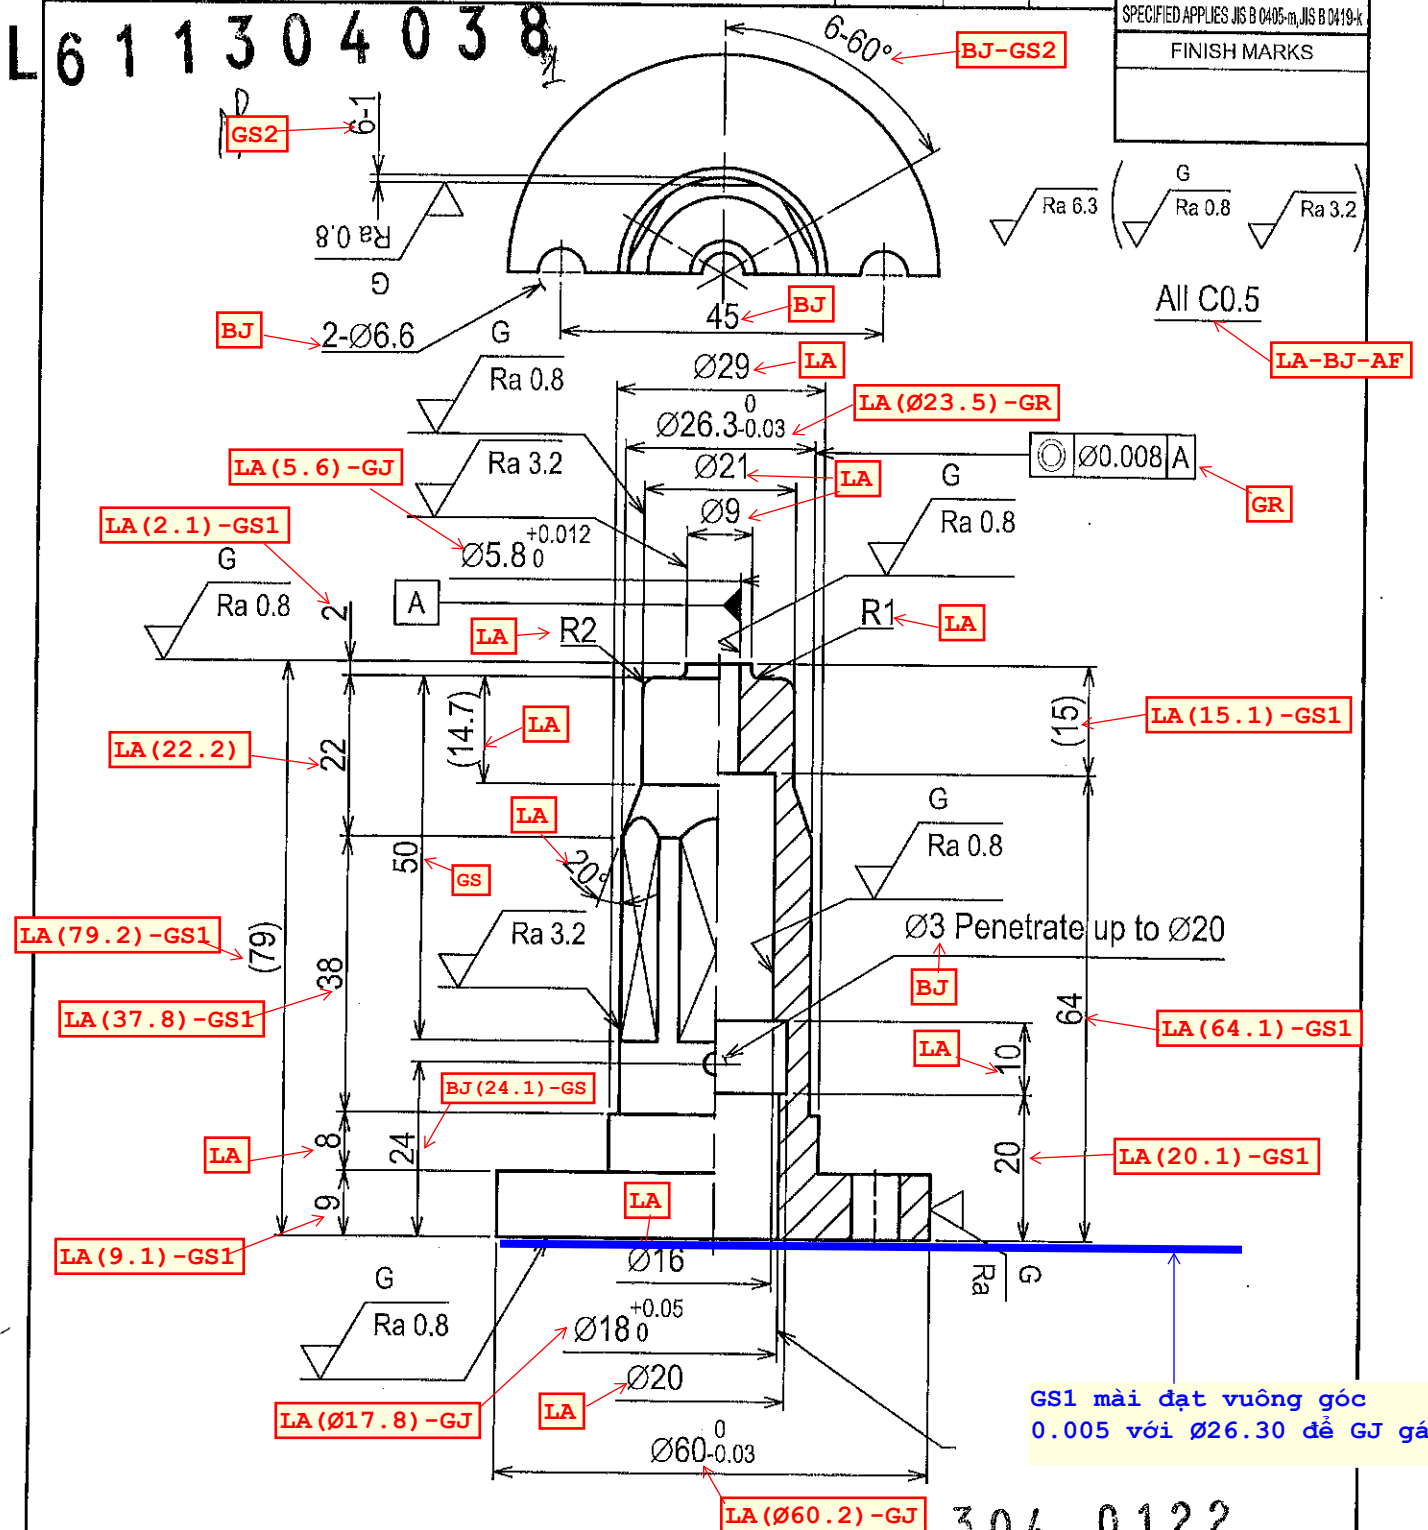 SPECIFIED APPLIES JIS B 0405-m,JIS B 0419-k
FINISH MARKS
L6 1 1 3 0 4 0 3 8
6-60°
BJ-GS2
GS2
6-1
Ra 0.8
G
Ra 6.3
G
Ra 0.8
Ra 3.2
All C0.5
LA-BJ-AF
BJ
2-Ø6.6
45
BJ
G
Ra 0.8
Ø29
LA
LA(Ø23.5)-GR
Ø26.3 0 -0.03
Ra 3.2
Ø21
LA
Ø0.008 A
GR
LA(5.6)-GJ
Ø9
G
Ra 0.8
LA(2.1)-GS1
Ø5.8 +0.012 0
G
Ra 0.8
2
A
LA
R2
R1
LA
(14.7)
LA
(15)
LA(15.1)-GS1
LA(22.2)
22
LA
20°
G
Ra 0.8
50
GS
LA(79.2)-GS1
(79)
Ra 3.2
Ø3 Penetrate up to Ø20
BJ
38
LA(37.8)-GS1
64
LA(64.1)-GS1
LA
10
BJ(24.1)-GS
24
LA
8
20
LA(20.1)-GS1
9
LA
LA(9.1)-GS1
Ø16
G
Ra
G
Ra 0.8
Ø18 +0.05 0
Ø20
LA
LA(Ø17.8)-GJ
GS1 mài đạt vuông góc
0.005 với Ø26.30 để GJ gá
Ø60 0 -0.03
LA(Ø60.2)-GJ
304 0122